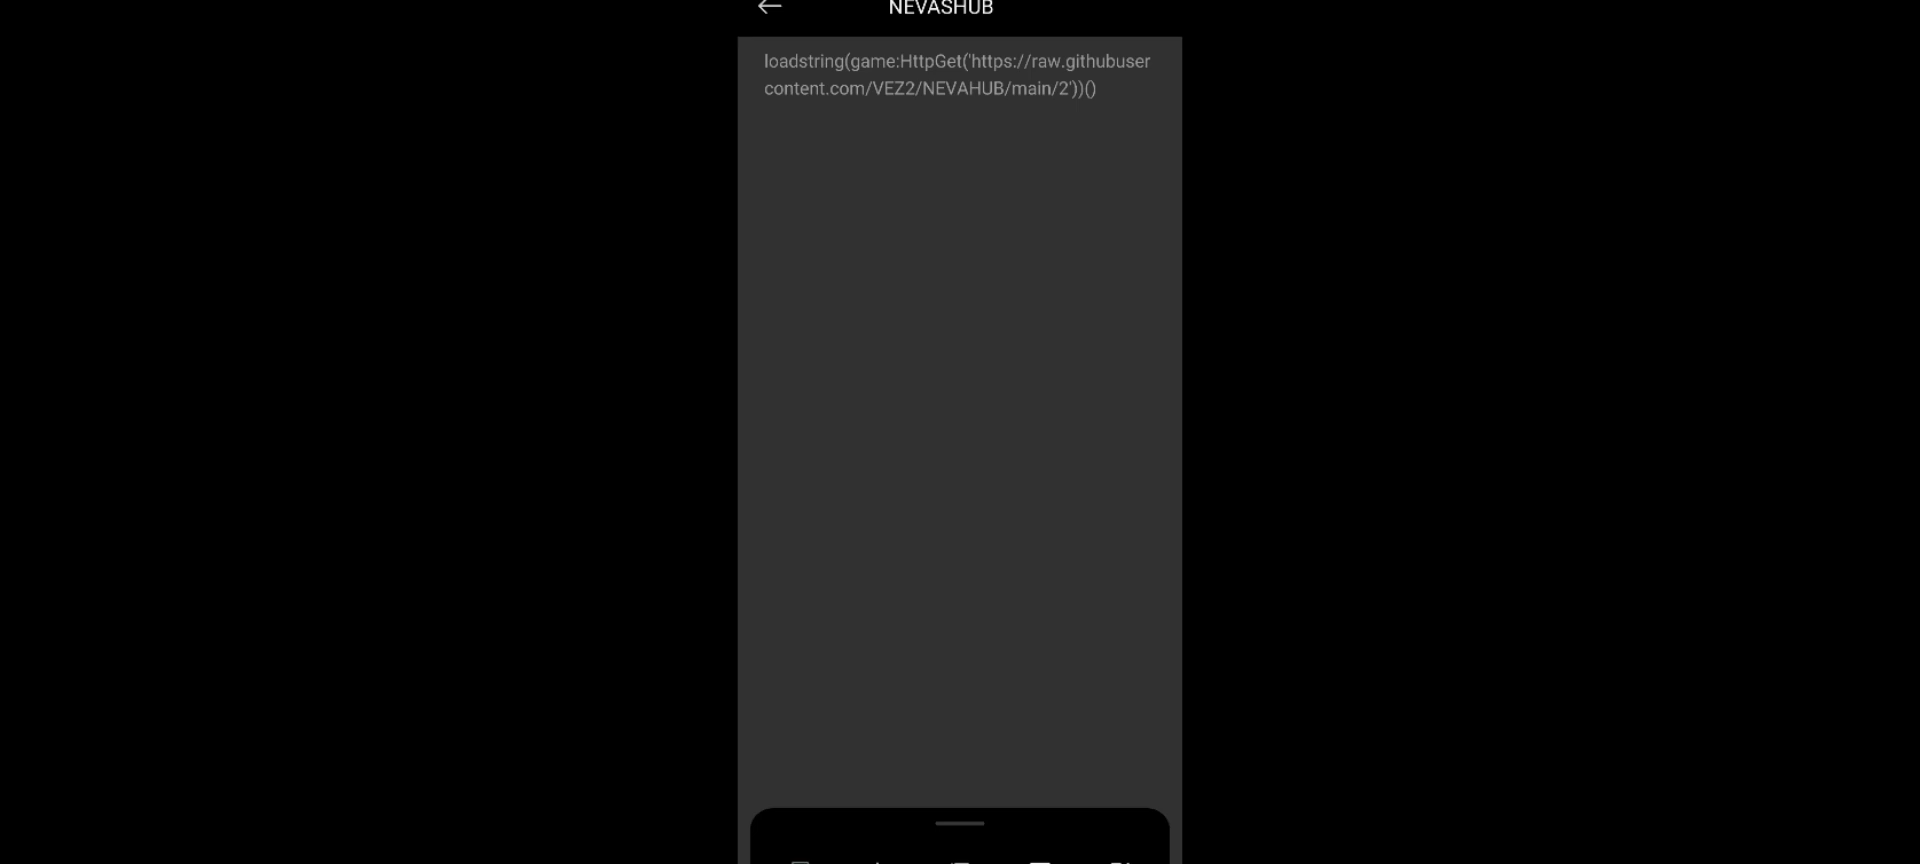 NEVASHUB
loadstring(game:HttpGet('https://raw.githubuser
content.com/VEZ2/NEVAHUB/main/2'))()